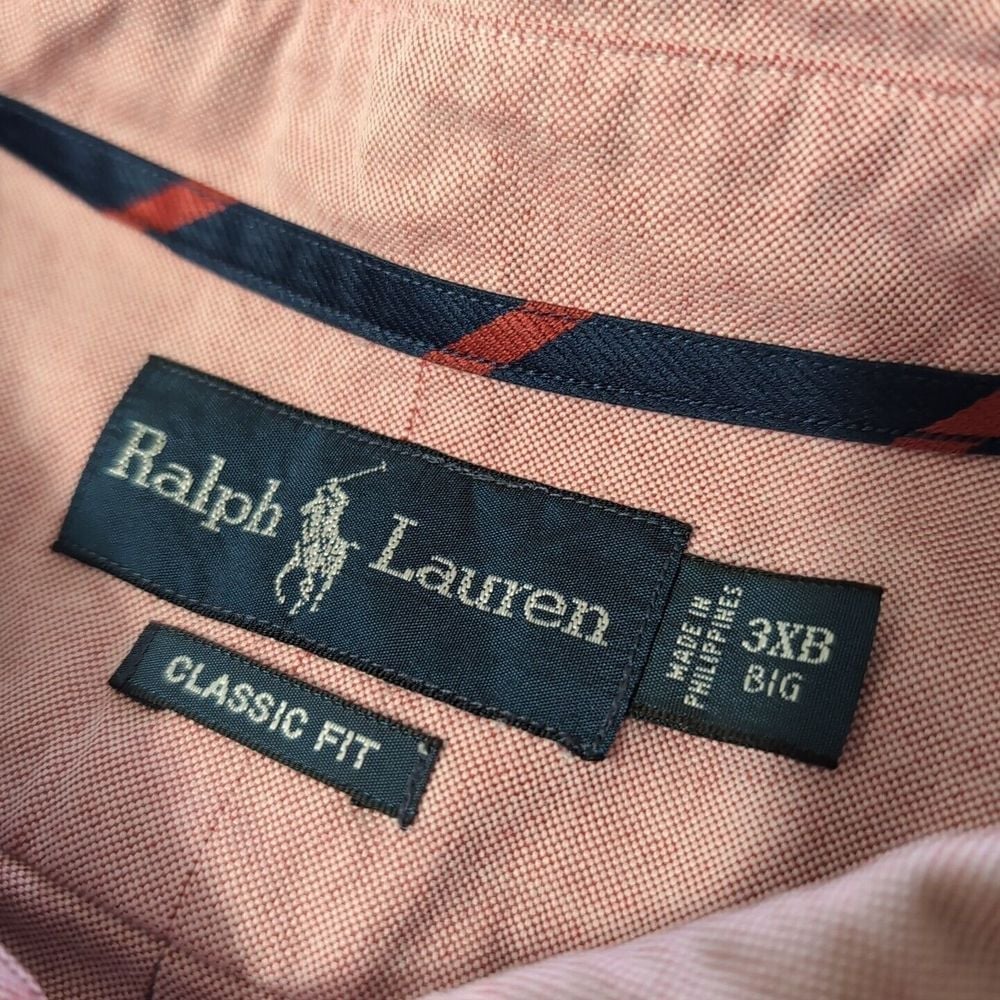 Ralph Lauren
MADE IN
PHILIPPINES
3XB
BIG
CLASSIC FIT